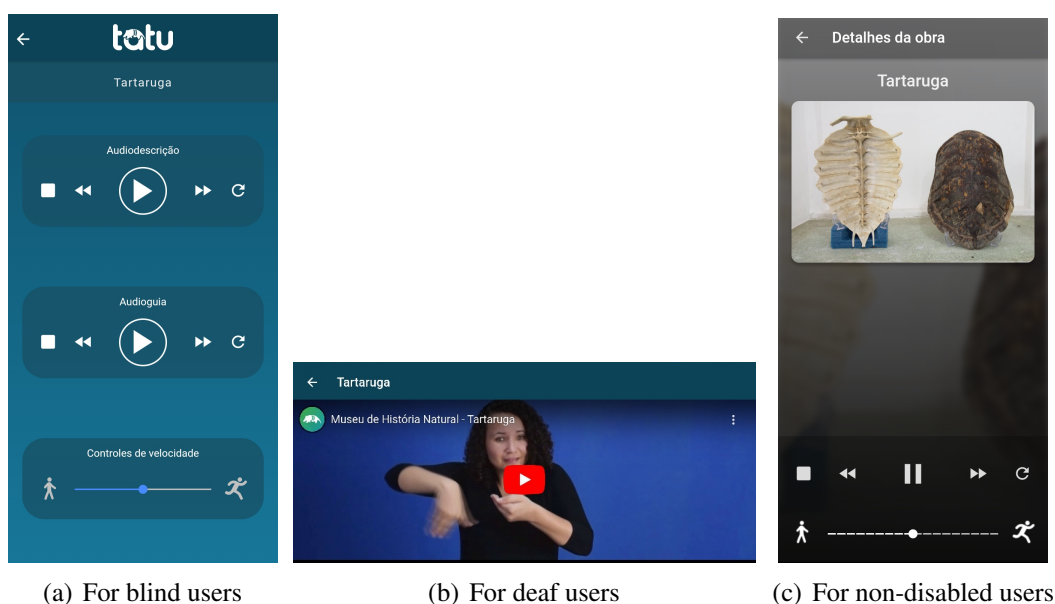 tatu
Tartaruga
Audiodescrição
Audioguia
Controles de velocidade
(a) For blind users
Tartaruga
Museu de História Natural - Tartaruga
(b) For deaf users
Detalhes da obra
Tartaruga
(c) For non-disabled users